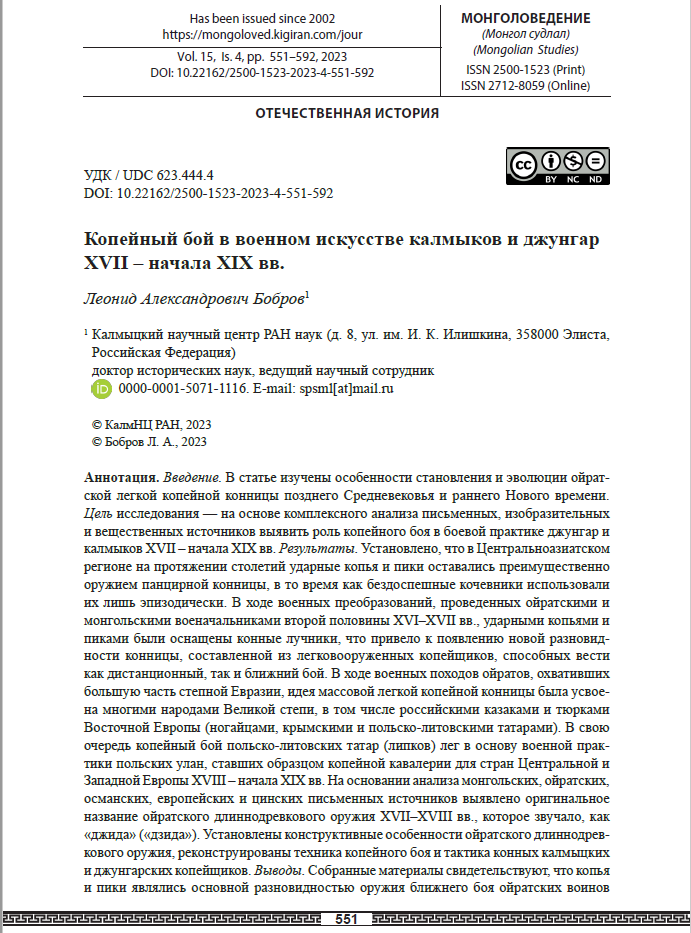 Has been issued since 2002
https://mongoloved.kigiran.com/jour
Vol. 15, Is. 4, pp. 551–592, 2023
DOI: 10.22162/2500-1523-2023-4-551-592
МОНГОЛОВЕДЕНИЕ
(Монгол судлал)
(Mongolian Studies)
ISSN 2500-1523 (Print)
ISSN 2712-8059 (Online)
ОТЕЧЕСТВЕННАЯ ИСТОРИЯ
cc BY NC ND
УДК / UDC 623.444.4
DOI: 10.22162/2500-1523-2023-4-551-592
Копейный бой в военном искусстве калмыков и джунгар
XVII – начала XIX вв.
Леонид Александрович Бобров¹
¹ Калмыцкий научный центр РАН наук (д. 8, ул. им. И. К. Илишкина, 358000 Элиста,
Российская Федерация)
доктор исторических наук, ведущий научный сотрудник
iD 0000-0001-5071-1116. E-mail: spsml[at]mail.ru
© КалмНЦ РАН, 2023
© Бобров Л. А., 2023
Аннотация. Введение. В статье изучены особенности становления и эволюции ойрат-
ской легкой копейной конницы позднего Средневековья и раннего Нового времени.
Цель исследования — на основе комплексного анализа письменных, изобразительных
и вещественных источников выявить роль копейного боя в боевой практике джунгар и
калмыков XVII – начала XIX вв. Результаты. Установлено, что в Центральноазиатском
регионе на протяжении столетий ударные копья и пики оставались преимущественно
оружием панцирной конницы, в то время как бездоспешные кочевники использовали
их лишь эпизодически. В ходе военных преобразований, проведенных ойратскими и
монгольскими военачальниками второй половины XVI–XVII вв., ударными копьями и
пиками были оснащены конные лучники, что привело к появлению новой разновид-
ности конницы, составленной из легковооруженных копейщиков, способных вести
как дистанционный, так и ближний бой. В ходе военных походов ойратов, охвативших
большую часть степной Евразии, идея массовой легкой копейной конницы была усвое-
на многими народами Великой степи, в том числе российскими казаками и тюрками
Восточной Европы (ногайцами, крымскими и польско-литовскими татарами). В свою
очередь копейный бой польско-литовских татар (липков) лег в основу военной прак-
тики польских улан, ставших образцом копейной кавалерии для стран Центральной и
Западной Европы XVIII – начала XIX вв. На основании анализа монгольских, ойратских,
османских, европейских и цинских письменных источников выявлено оригинальное
название ойратского длиннодревкового оружия XVII–XVIII вв., которое звучало, как
«джида» («дзида»). Установлены конструктивные особенности ойратского длиннодрев-
кового оружия, реконструированы техника копейного боя и тактика конных калмыцких
и джунгарских копейщиков. Выводы. Собранные материалы свидетельствуют, что копья
и пики являлись основной разновидностью оружия ближнего боя ойратских воинов
551